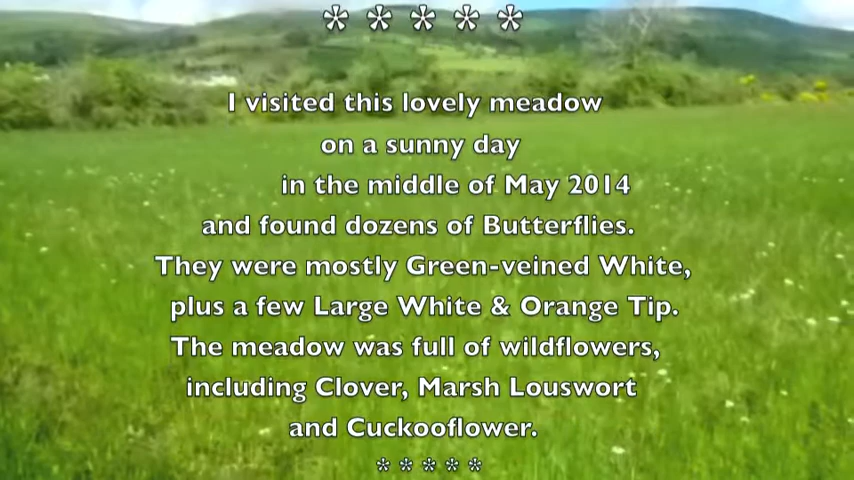 * * * * *
I visited this lovely meadow
on a sunny day
in the middle of May 2014
and found dozens of Butterflies.
They were mostly Green-veined White,
plus a few Large White & Orange Tip.
The meadow was full of wildflowers,
including Clover, Marsh Louswort
and Cuckooflower.
* * * * *